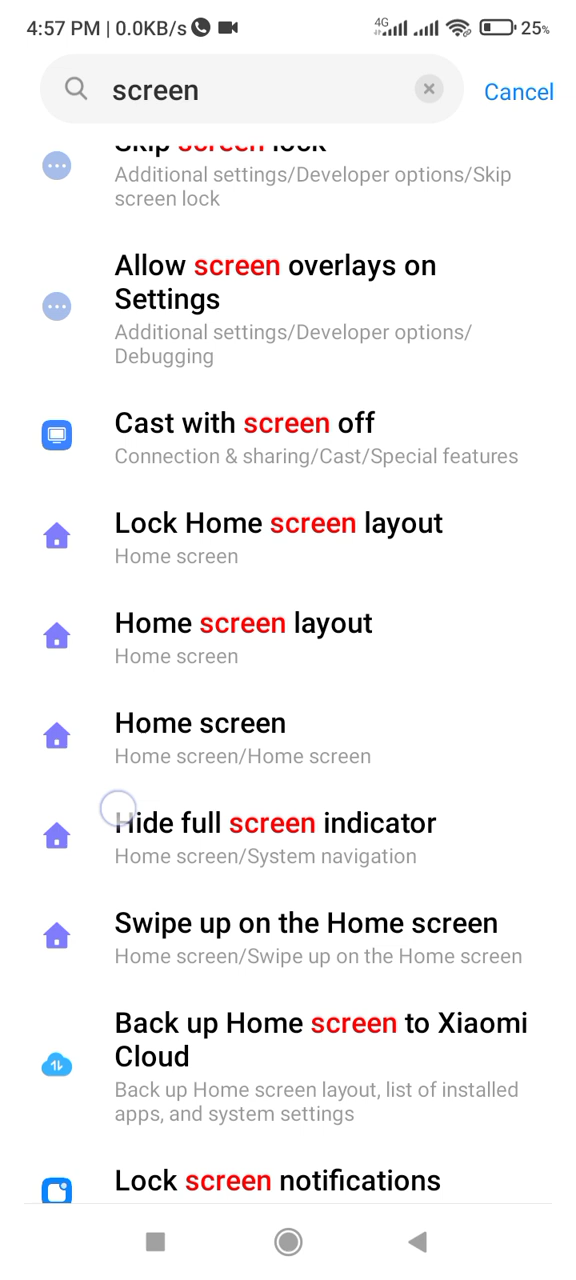 4:57 PM | 0.0KB/s 4G 25%
screen Cancel
Skip screen lock
Additional settings/Developer options/Skip
screen lock
Allow screen overlays on
Settings
Additional settings/Developer options/
Debugging
Cast with screen off
Connection & sharing/Cast/Special features
Lock Home screen layout
Home screen
Home screen layout
Home screen
Home screen
Home screen/Home screen
Hide full screen indicator
Home screen/System navigation
Swipe up on the Home screen
Home screen/Swipe up on the Home screen
Back up Home screen to Xiaomi
Cloud
Back up Home screen layout, list of installed
apps, and system settings
Lock screen notifications